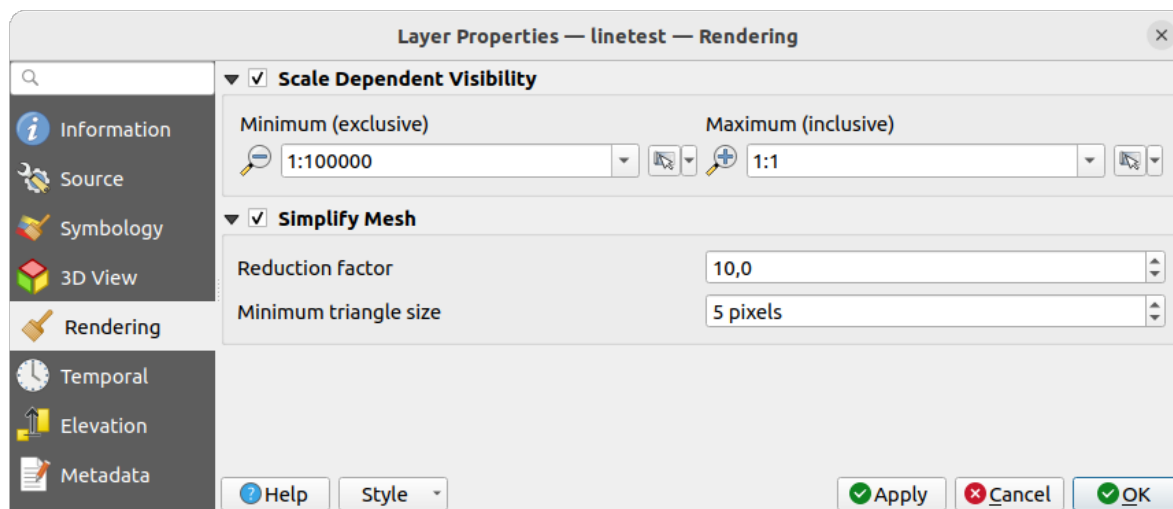 Layer Properties — linetest — Rendering
Information
Source
Symbology
3D View
Rendering
Temporal
Elevation
Metadata
Scale Dependent Visibility
Minimum (exclusive) Maximum (inclusive)
1:100000 1:1
Simplify Mesh
Reduction factor 10,0
Minimum triangle size 5 pixels
Help Style Apply Cancel OK